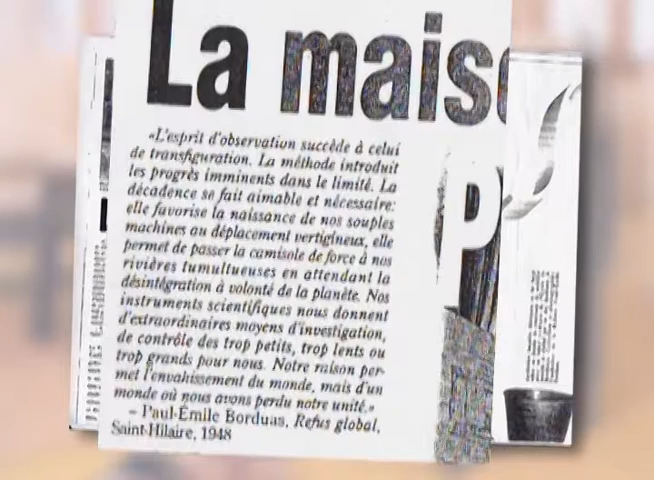 La mais
«L'esprit d'observation succède à celui
de transfiguration. La méthode introduit
les progrès imminents dans le limité. La
décadence se fait aimable et nécessaire:
elle favorise la naissance de nos souples
machines au déplacement vertigineux, elle
permet de passer la camisole de force à nos
rivières tumultueuses en attendant la
désintégration à volonté de la planète. Nos
instruments scientifiques nous donnent
d'extraordinaires moyens d'investigation,
de contrôle des trop petits, trop lents ou
trop grands pour nous. Notre raison per-
met l'envahissement du monde, mais d'un
monde où nous avons perdu notre unité.»
– Paul-Émile Borduas, Refus global,
Saint-Hilaire, 1948
P